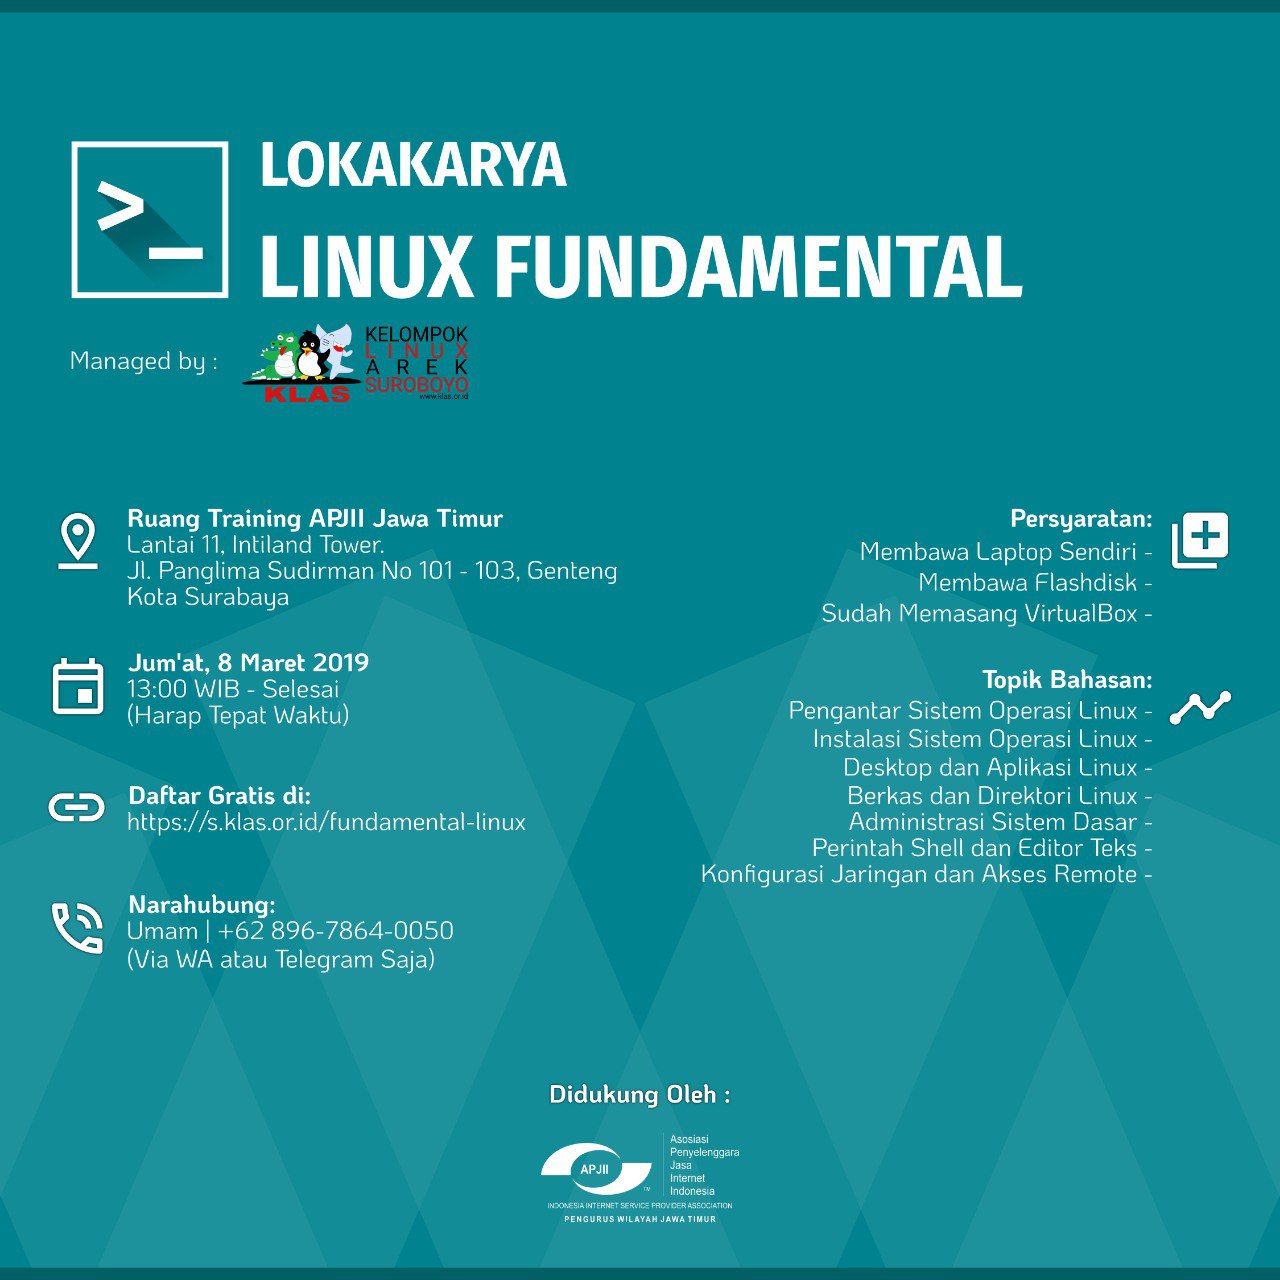 >_
LOKAKARYA
LINUX FUNDAMENTAL
Managed by :
KLAS
KELOMPOK
LINUX
AREK
SUROBOYO
www.klas.or.id
Ruang Training APJII Jawa Timur
Lantai 11, Intiland Tower.
Jl. Panglima Sudirman No 101 - 103, Genteng
Kota Surabaya
Jum'at, 8 Maret 2019
13:00 WIB - Selesai
(Harap Tepat Waktu)
Daftar Gratis di:
https://s.klas.or.id/fundamental-linux
Narahubung:
Umam | +62 896-7864-0050
(Via WA atau Telegram Saja)
Persyaratan:
Membawa Laptop Sendiri -
Membawa Flashdisk -
Sudah Memasang VirtualBox -
Topik Bahasan:
Pengantar Sistem Operasi Linux -
Instalasi Sistem Operasi Linux -
Desktop dan Aplikasi Linux -
Berkas dan Direktori Linux -
Administrasi Sistem Dasar -
Perintah Shell dan Editor Teks -
Konfigurasi Jaringan dan Akses Remote -
Didukung Oleh :
APJII
TM
Asosiasi
Penyelenggara
Jasa
Internet
Indonesia
INDONESIA INTERNET SERVICE PROVIDER ASSOCIATION
PENGURUS WILAYAH JAWA TIMUR